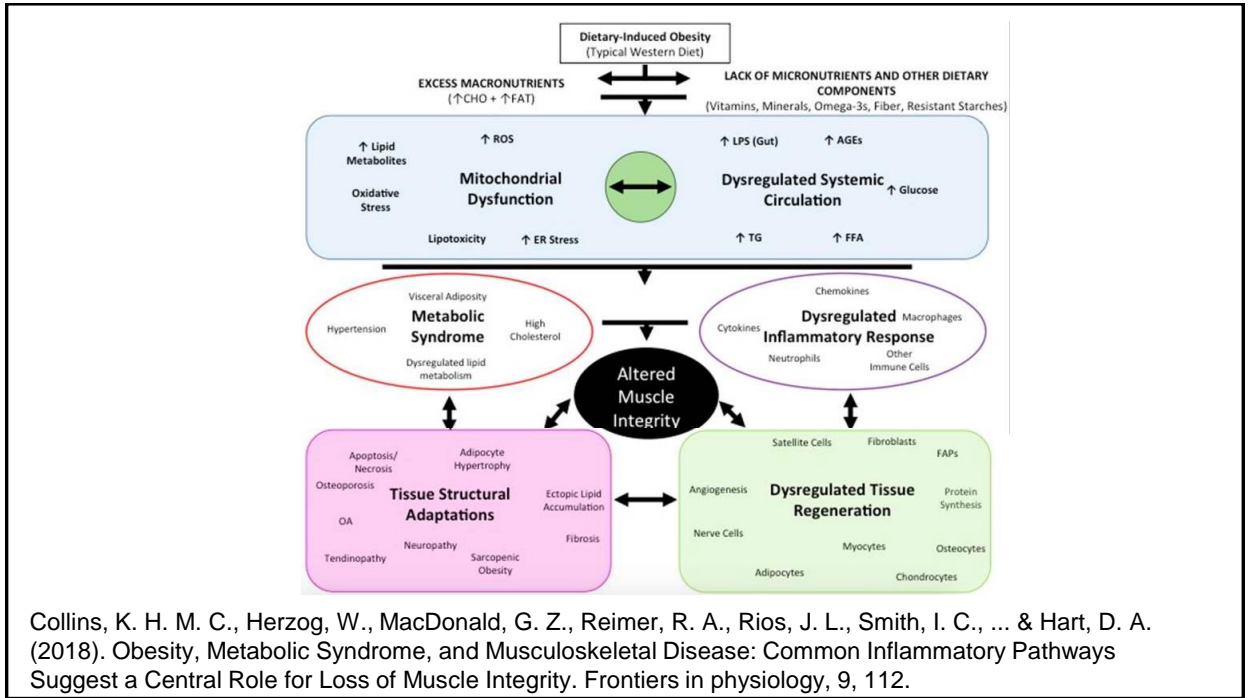 Dietary-Induced Obesity
(Typical Western Diet)
EXCESS MACRONUTRIENTS
(↑CHO + ↑FAT)
LACK OF MICRONUTRIENTS AND OTHER DIETARY
COMPONENTS
(Vitamins, Minerals, Omega-3s, Fiber, Resistant Starches)
↑ Lipid
Metabolites
↑ ROS
Oxidative
Stress
Mitochondrial
Dysfunction
Lipotoxicity
↑ ER Stress
↑ LPS (Gut)
↑ AGEs
Dysregulated Systemic
Circulation
↑ Glucose
↑ TG
↑ FFA
Visceral Adiposity
Hypertension
Metabolic
Syndrome
High
Cholesterol
Dysregulated lipid
metabolism
Chemokines
Cytokines
Dysregulated
Inflammatory Response
Macrophages
Neutrophils
Other
Immune Cells
Altered
Muscle
Integrity
Apoptosis/
Necrosis
Adipocyte
Hypertrophy
Osteoporosis
Tissue Structural
Adaptations
Ectopic Lipid
Accumulation
OA
Neuropathy
Fibrosis
Tendinopathy
Sarcopenic
Obesity
Satellite Cells
Fibroblasts
FAPs
Angiogenesis
Dysregulated Tissue
Regeneration
Protein
Synthesis
Nerve Cells
Myocytes
Osteocytes
Adipocytes
Chondrocytes
Collins, K. H. M. C., Herzog, W., MacDonald, G. Z., Reimer, R. A., Rios, J. L., Smith, I. C., ... & Hart, D. A.
(2018). Obesity, Metabolic Syndrome, and Musculoskeletal Disease: Common Inflammatory Pathways
Suggest a Central Role for Loss of Muscle Integrity. Frontiers in physiology, 9, 112.